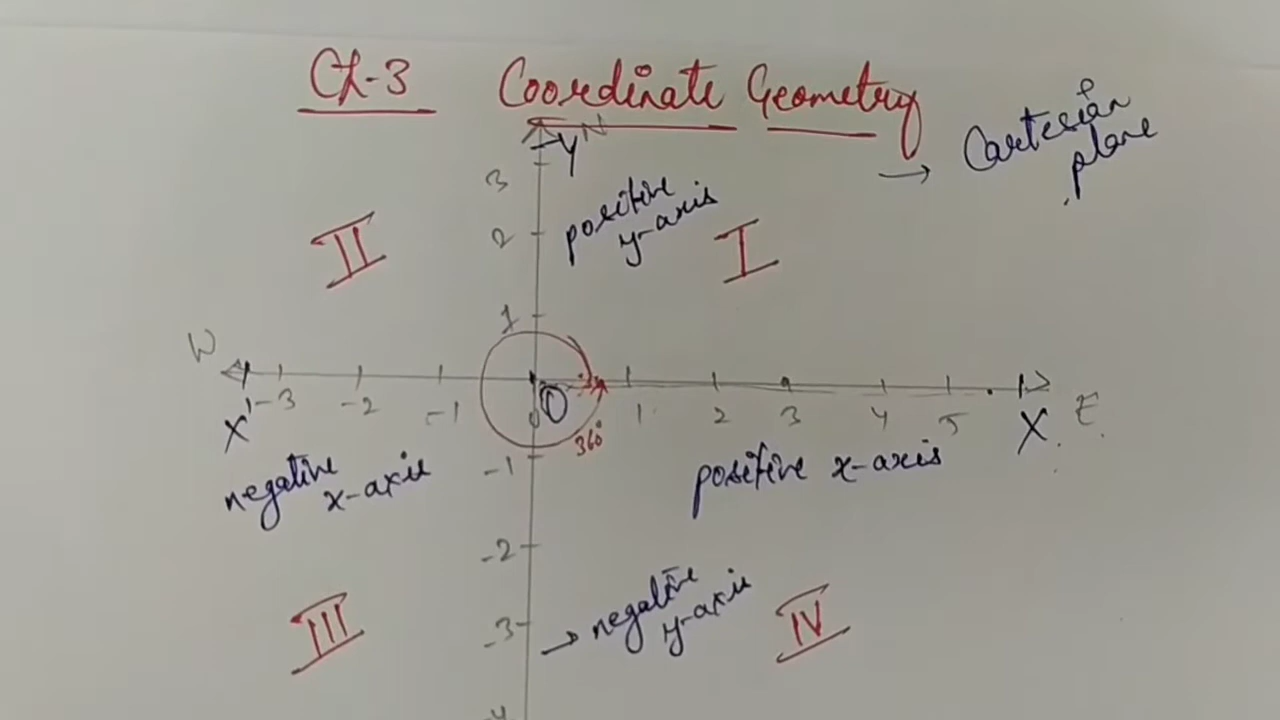 Ch-3 Coordinate Geometry
→ Cartesian
plane
N
Y
3
positive
y-axis
2
II
I
1
W
E
-3 -2 -1 0 1 2 3 4 5
X'
X
360°
negative
x-axis
positive x-axis
-1
-2
→ negative
y-axis
-3
III
IV